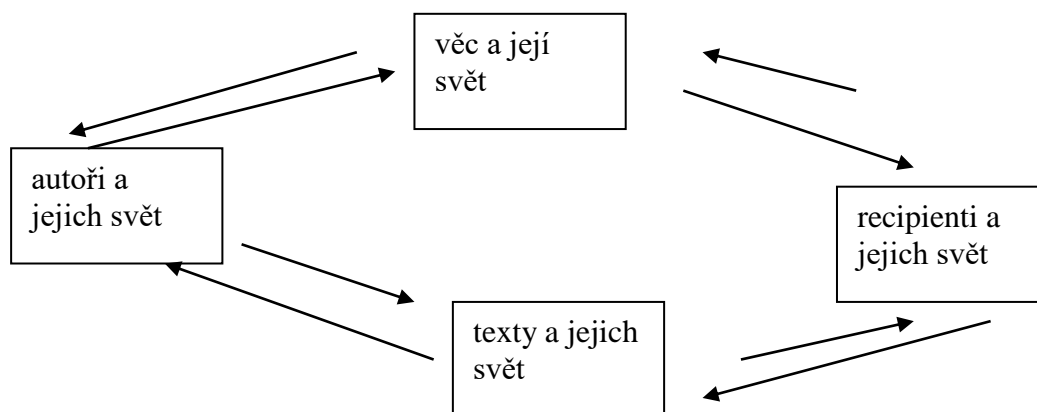 věc a její
svět
autoři a
jejich svět
recipienti a
jejich svět
texty a jejich
svět